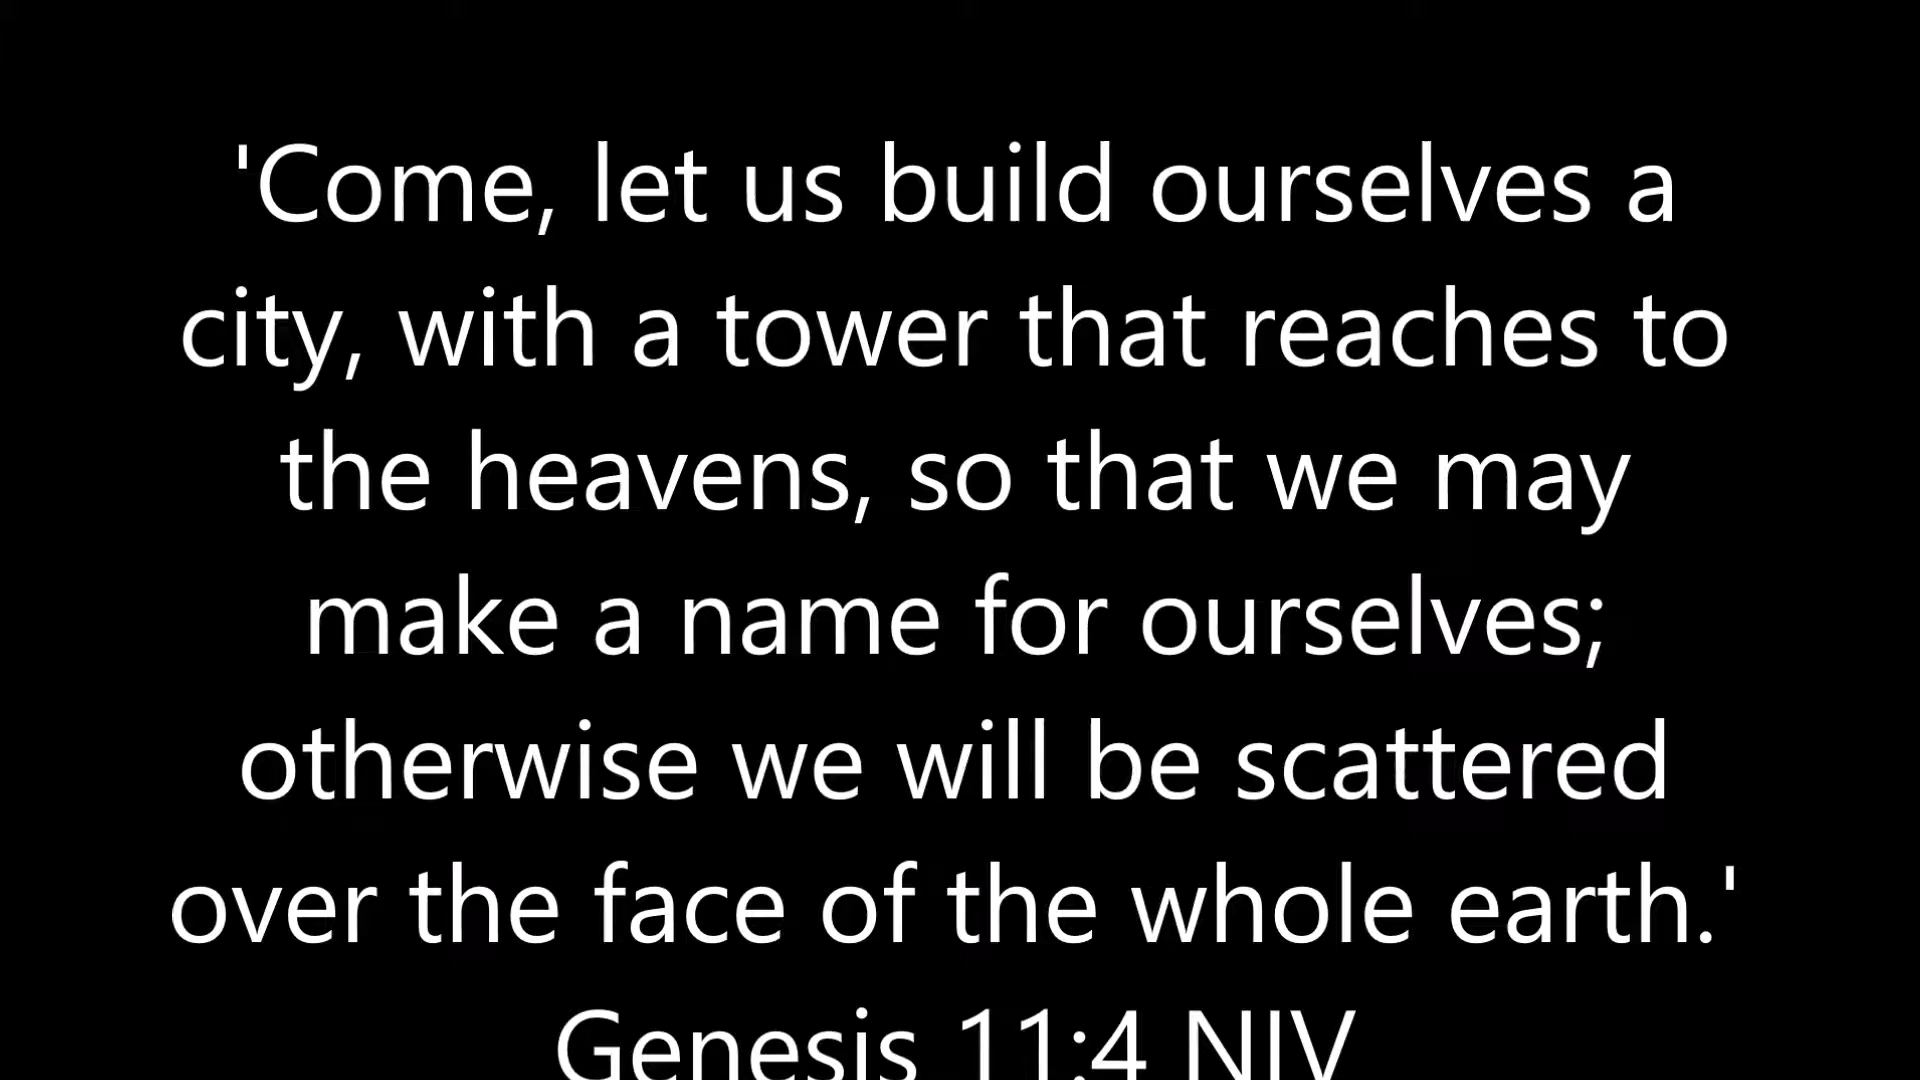 'Come, let us build ourselves a
city, with a tower that reaches to
the heavens, so that we may
make a name for ourselves;
otherwise we will be scattered
over the face of the whole earth.'
Genesis 11:4 NIV